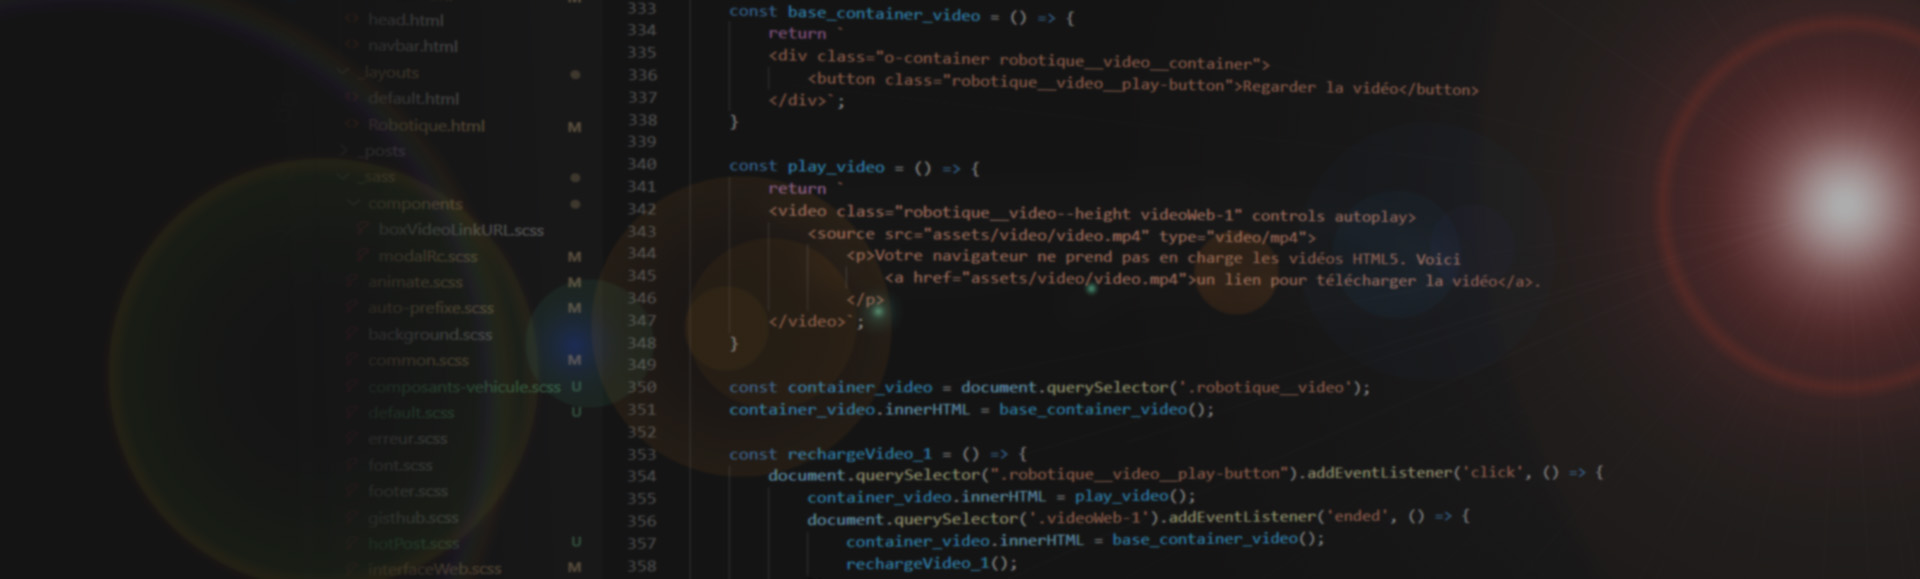 head.html
navbar.html
_layouts
default.html
Robotique.html M
_posts
_sass
components
boxVideoLinkURL.scss
modalRc.scss M
animate.scss M
auto-prefixe.scss M
background.scss
common.scss M
composants-vehicule.scss U
default.scss U
erreur.scss
font.scss
footer.scss
gisthub.scss
hotPost.scss U
interfaceWeb.scss M
333 const base_container_video = () => {
334 return `
335 <div class="o-container robotique__video__container">
336 <button class="robotique__video__play-button">Regarder la vidéo</button>
337 </div>`;
338 }
339
340 const play_video = () => {
341 return `
342 <video class="robotique__video--height videoWeb-1" controls autoplay>
343 <source src="assets/video/video.mp4" type="video/mp4">
344 <p>Votre navigateur ne prend pas en charge les vidéos HTML5. Voici
345 <a href="assets/video/video.mp4">un lien pour télécharger la vidéo</a>.
346 </p>
347 </video>`;
348 }
349
350 const container_video = document.querySelector('.robotique__video');
351 container_video.innerHTML = base_container_video();
352
353 const rechargeVideo_1 = () => {
354 document.querySelector(".robotique__video__play-button").addEventListener('click', () => {
355 container_video.innerHTML = play_video();
356 document.querySelector('.videoWeb-1').addEventListener('ended', () => {
357 container_video.innerHTML = base_container_video();
358 rechargeVideo_1();